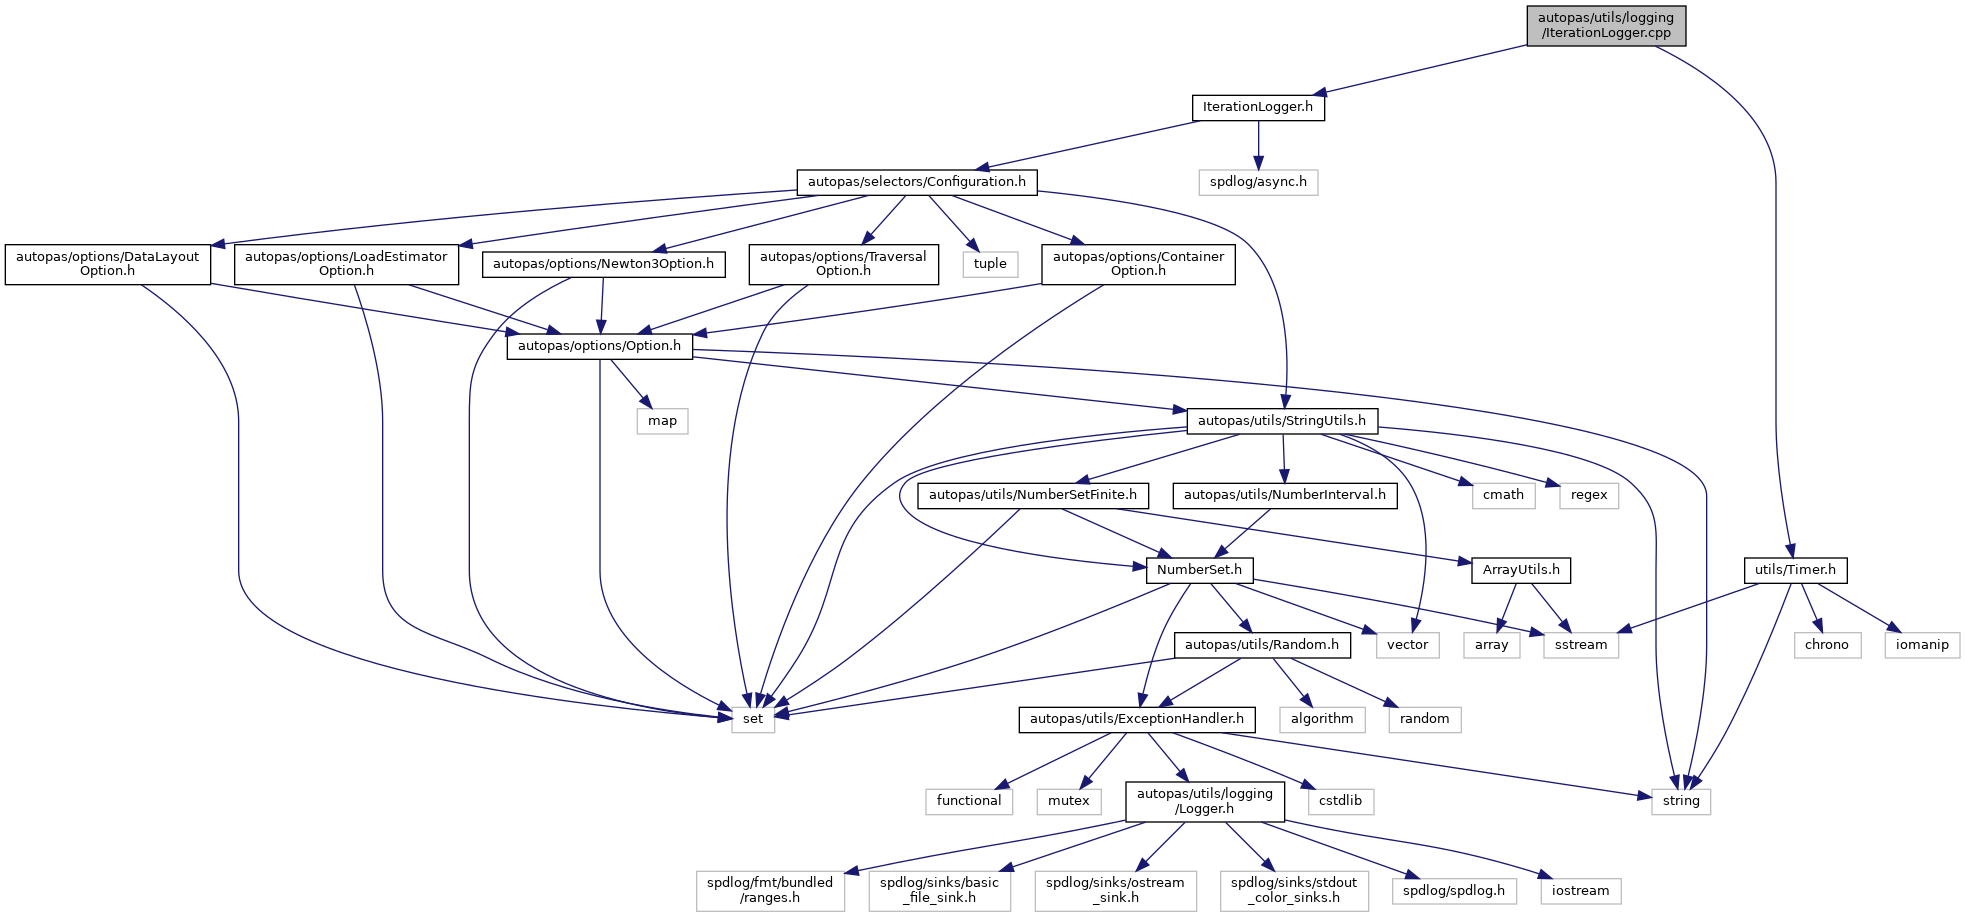 autopas/utils/logging
/IterationLogger.cpp
IterationLogger.h
autopas/selectors/Configuration.h
spdlog/async.h
autopas/options/DataLayout
Option.h
autopas/options/LoadEstimator
Option.h
autopas/options/Newton3Option.h
autopas/options/Traversal
Option.h
tuple
autopas/options/Container
Option.h
autopas/options/Option.h
map
autopas/utils/StringUtils.h
autopas/utils/NumberSetFinite.h
autopas/utils/NumberInterval.h
cmath
regex
NumberSet.h
ArrayUtils.h
utils/Timer.h
autopas/utils/Random.h
vector
array
sstream
chrono
iomanip
set
autopas/utils/ExceptionHandler.h
algorithm
random
functional
mutex
autopas/utils/logging
/Logger.h
cstdlib
string
spdlog/fmt/bundled
/ranges.h
spdlog/sinks/basic
_file_sink.h
spdlog/sinks/ostream
_sink.h
spdlog/sinks/stdout
_color_sinks.h
spdlog/spdlog.h
iostream